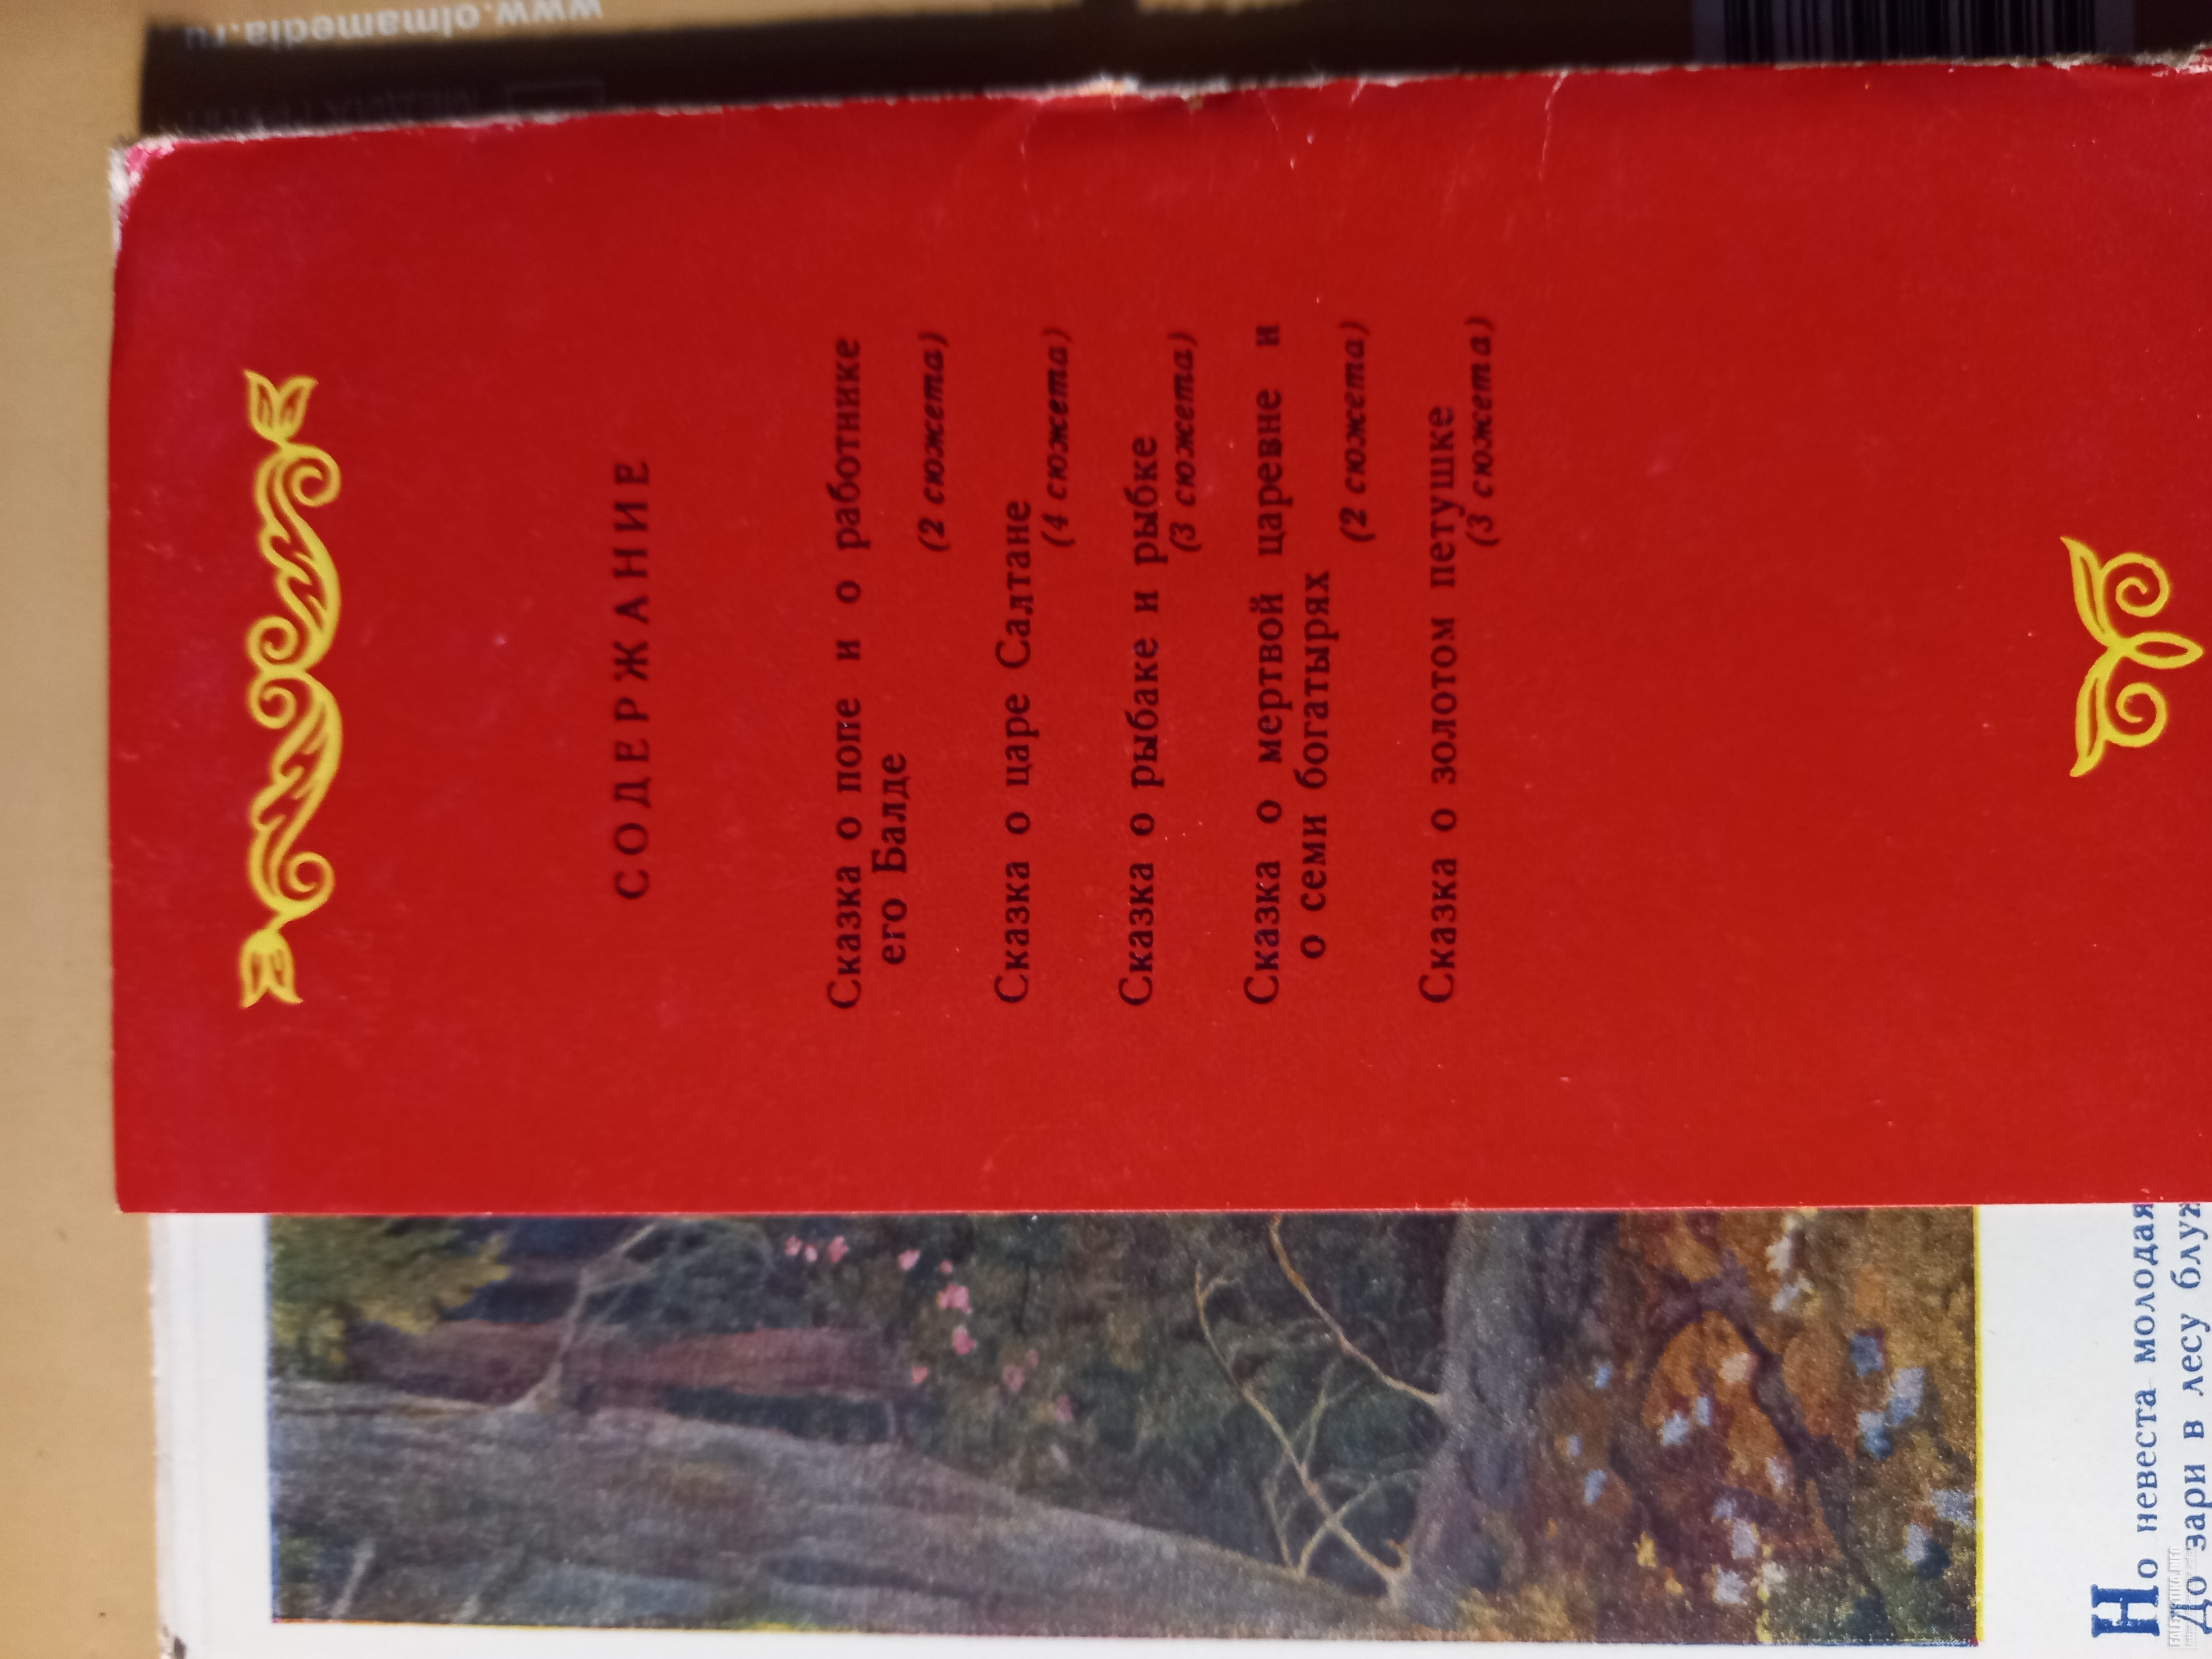 www.olmamedia.ru
СОДЕРЖАНИЕ
Сказка о попе и о работнике
его Балде
(2 сюжета)
Сказка о царе Салтане
(4 сюжета)
Сказка о рыбаке и рыбке
(3 сюжета)
Сказка о мертвой царевне и
о семи богатырях
(2 сюжета)
Сказка о золотом петушке
(3 сюжета)
Но невеста молодая
До зари в лесу